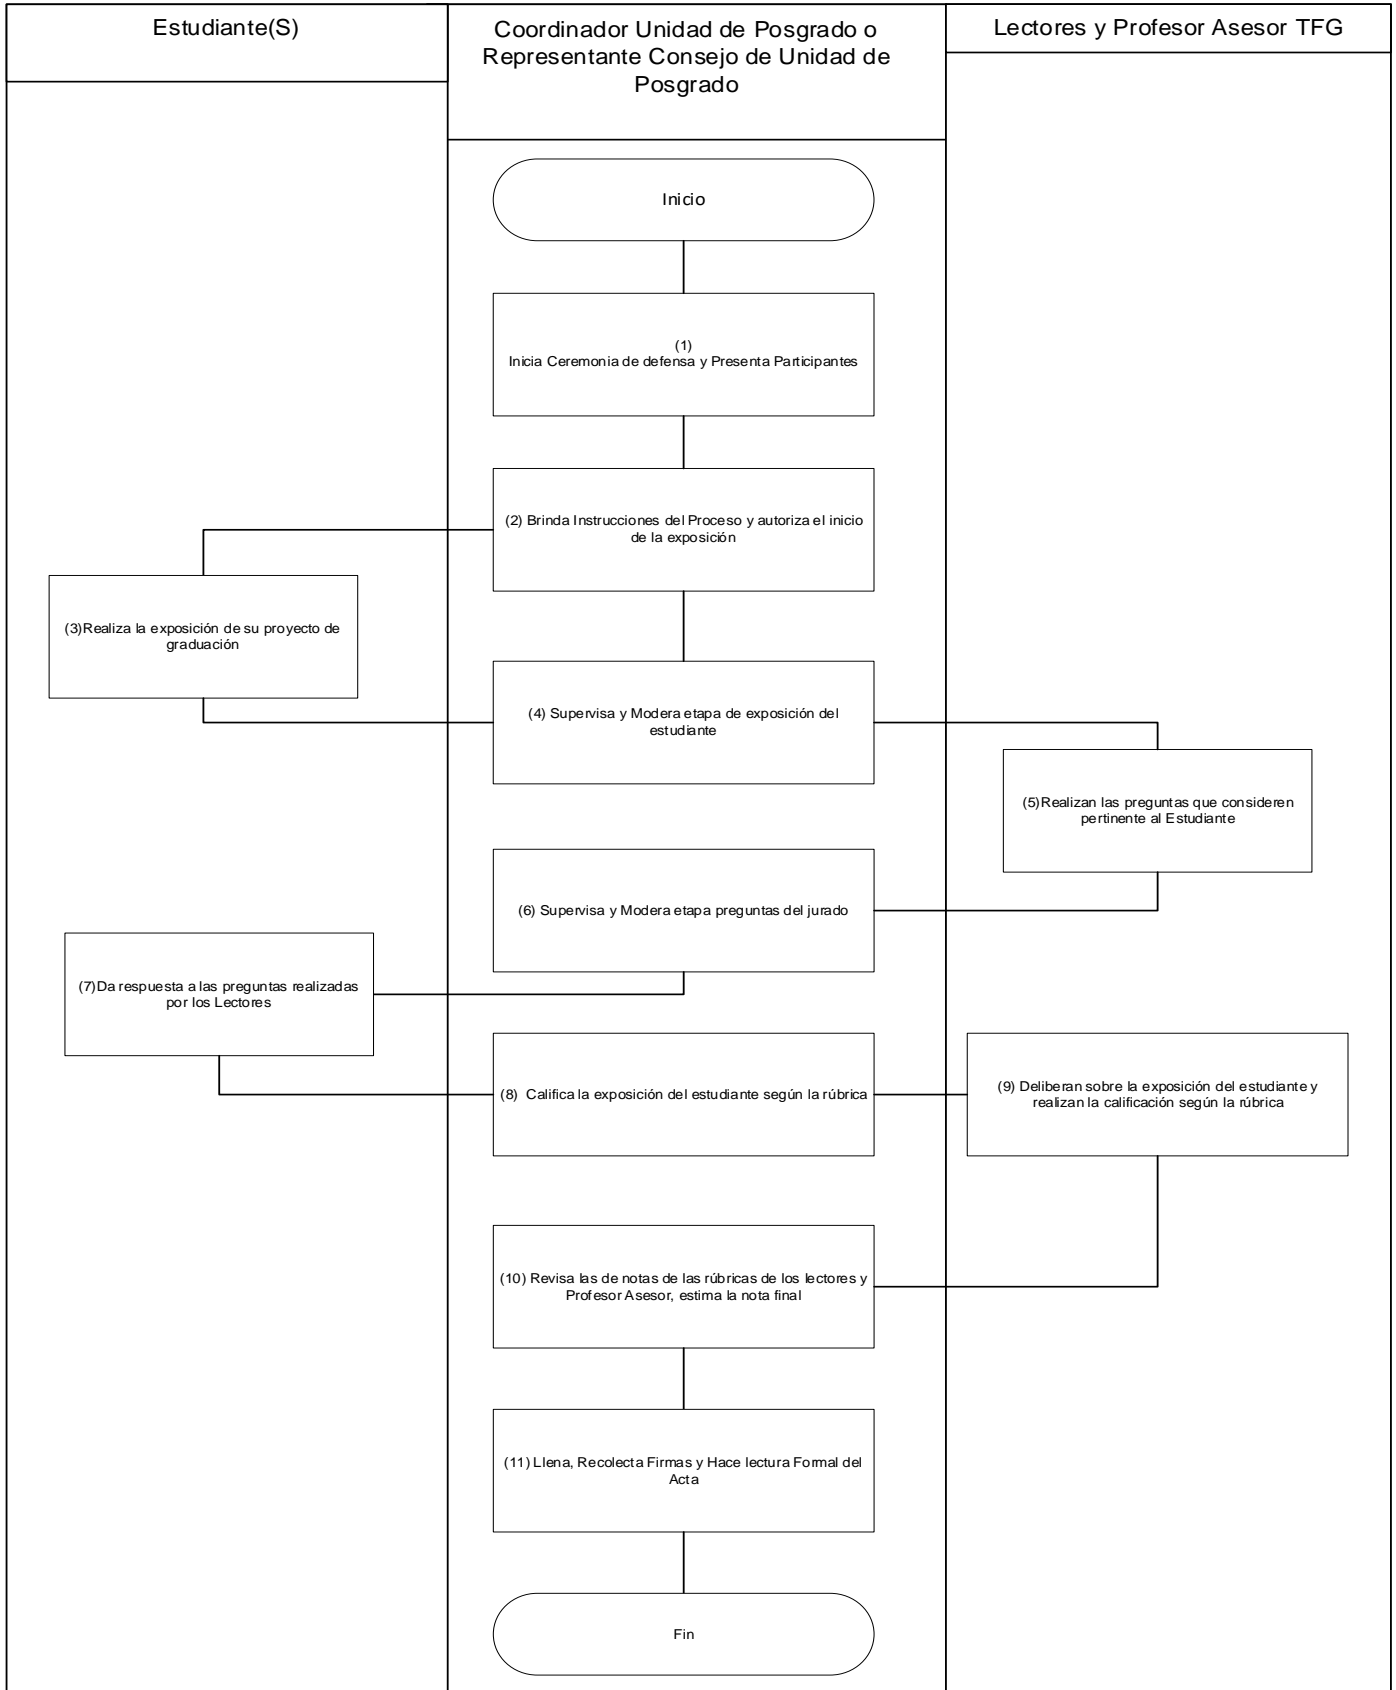 Estudiante(S)
Coordinador Unidad de Posgrado o
Representante Consejo de Unidad de
Posgrado
Lectores y Profesor Asesor TFG
Inicio
(1)
Inicia Ceremonia de defensa y Presenta Participantes
(2) Brinda Instrucciones del Proceso y autoriza el inicio
de la exposición
(3)Realiza la exposición de su proyecto de
graduación
(4) Supervisa y Modera etapa de exposición del
estudiante
(5)Realizan las preguntas que consideren
pertinente al Estudiante
(6) Supervisa y Modera etapa preguntas del jurado
(7)Da respuesta a las preguntas realizadas
por los Lectores
(8) Califica la exposición del estudiante según la rúbrica
(9) Deliberan sobre la exposición del estudiante y
realizan la calificación según la rúbrica
(10) Revisa las de notas de las rúbricas de los lectores y
Profesor Asesor, estima la nota final
(11) Llena, Recolecta Firmas y Hace lectura Formal del
Acta
Fin